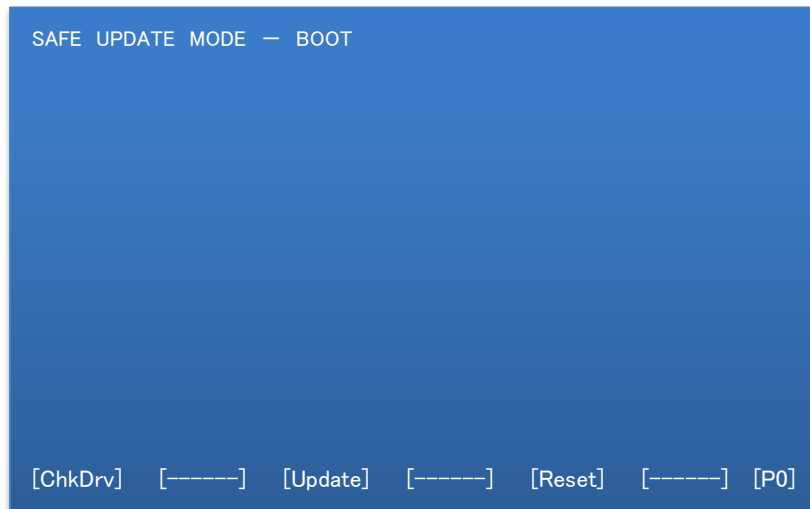 SAFE UPDATE MODE — BOOT
[ChkDrv] [------] [Update] [------] [Reset] [------] [P0]